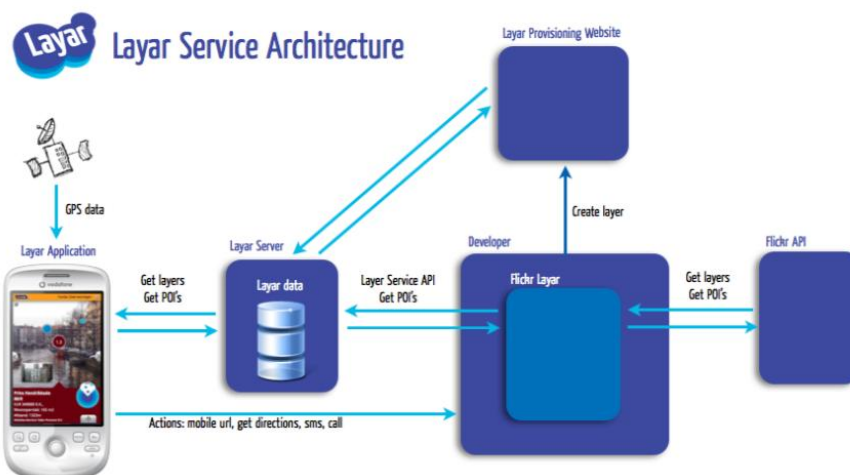 Layar
Layar Service Architecture
Layar Provisioning Website
GPS data
Create layer
Layar Application
Layar Server
Developer
Flickr API
vodafone
Layar data
Flickr Layar
Get layers
Get POI's
Layer Service API
Get POI's
Get layers
Get POI's
Actions: mobile url, get directions, sms, call